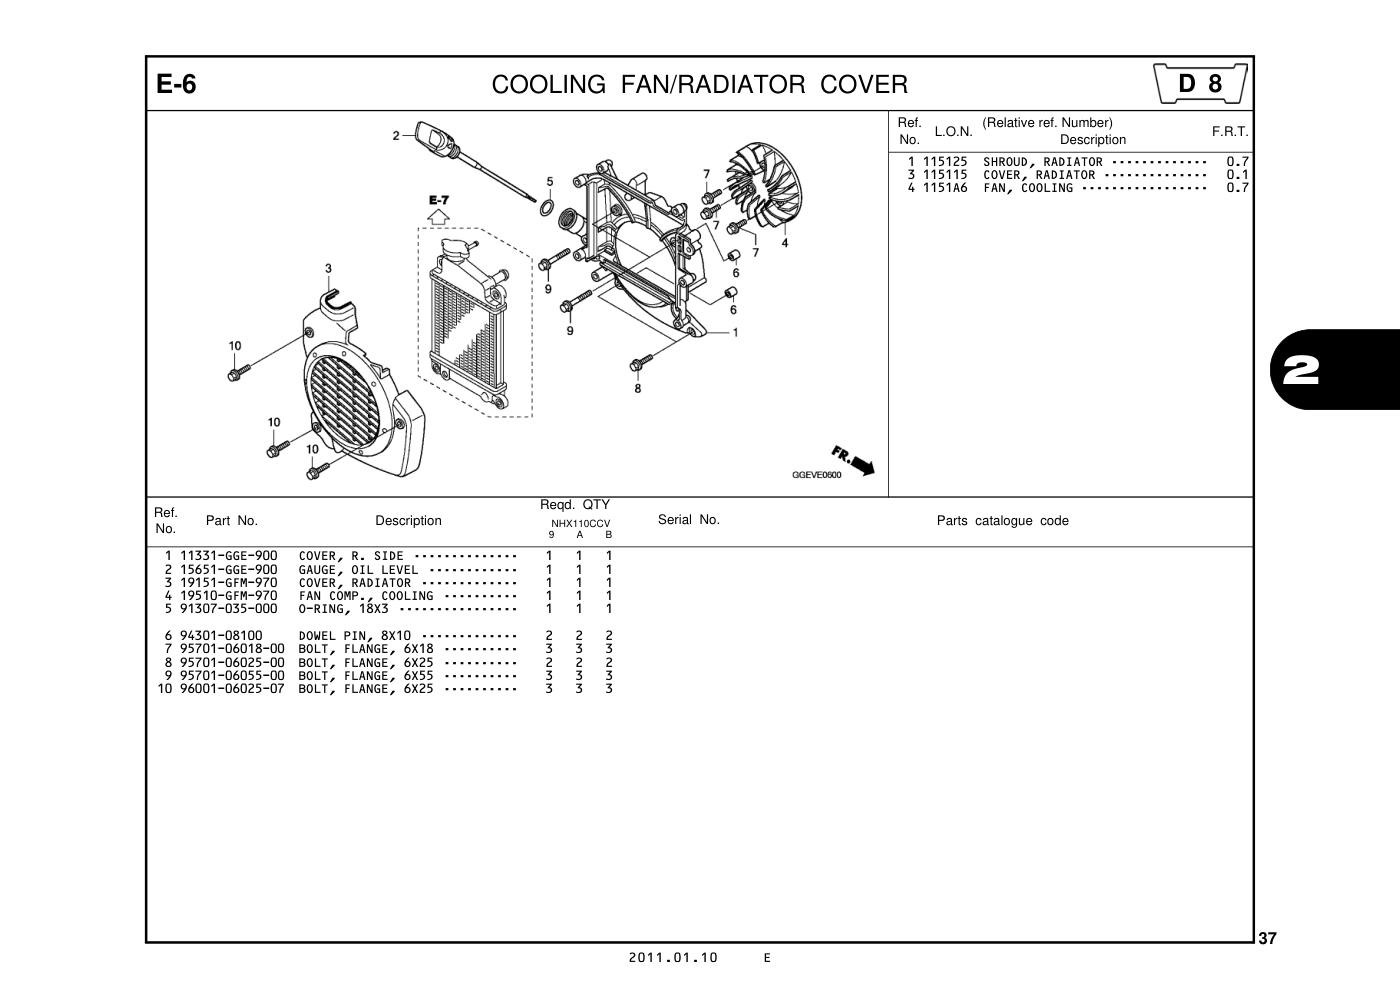 E-6 COOLING FAN/RADIATOR COVER D 8
Ref. No. L.O.N. (Relative ref. Number) Description F.R.T.
1 115125 SHROUD, RADIATOR ------------- 0.7
3 115115 COVER, RADIATOR ------------- 0.1
4 1151A6 FAN, COOLING ----------------- 0.7
2
5
7
7
7
4
E-7
6
6
9
9
3
1
10
8
10
10
FR.
GGEVE0600
2
Ref. No. Part No. Description Reqd. QTY Serial No. Parts catalogue code
NHX110CCV
9 A B
1 11331-GGE-900 COVER, R. SIDE -------------- 1 1 1
2 15651-GGE-900 GAUGE, OIL LEVEL ------------ 1 1 1
3 19151-GFM-970 COVER, RADIATOR ------------- 1 1 1
4 19510-GFM-970 FAN COMP., COOLING ---------- 1 1 1
5 91307-035-000 O-RING, 18X3 ---------------- 1 1 1
6 94301-08100 DOWEL PIN, 8X10 ------------- 2 2 2
7 95701-06018-00 BOLT, FLANGE, 6X18 ---------- 3 3 3
8 95701-06025-00 BOLT, FLANGE, 6X25 ---------- 2 2 2
9 95701-06055-00 BOLT, FLANGE, 6X55 ---------- 3 3 3
10 96001-06025-07 BOLT, FLANGE, 6X25 ---------- 3 3 3
37
2011.01.10 E